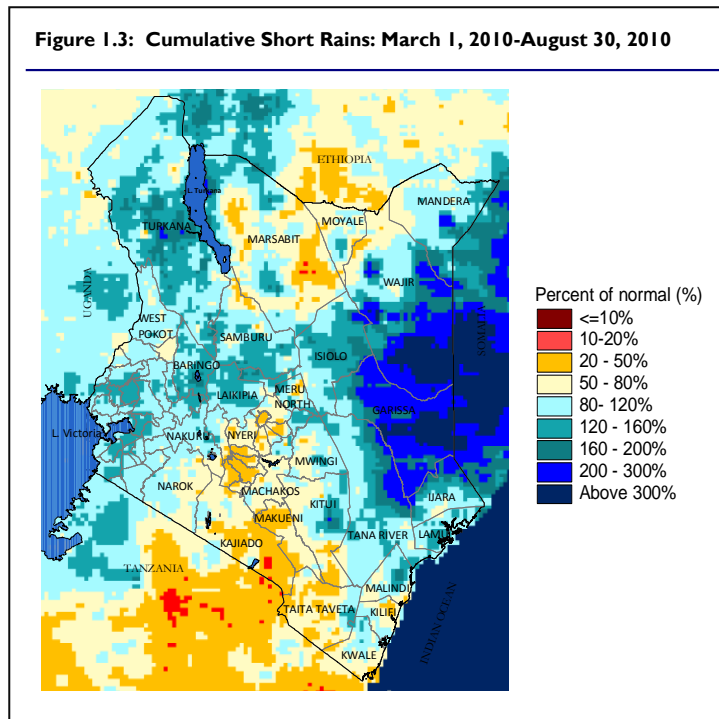 Figure 1.3: Cumulative Short Rains: March 1, 2010-August 30, 2010
ETHIOPIA
L. Turkana
MANDERA
MOYALE
TURKANA
MARSABIT
WAJIR
UGANDA
SOMALIA
WEST
POKOT
SAMBURU
ISIOLO
BARINGO
LAIKIPIA
MERU
NORTH
GARISSA
L. Victoria
NAKURU
NYERI
MWINGI
NAROK
MACHAKOS
KITUI
IJARA
MAKUENI
TANA RIVER
LAMU
KAJIADO
TANZANIA
MALINDI
TAITA TAVETA
KILIFI
KWALE
INDIAN OCEAN
Percent of normal (%)
<=10%
10-20%
20 - 50%
50 - 80%
80- 120%
120 - 160%
160 - 200%
200 - 300%
Above 300%